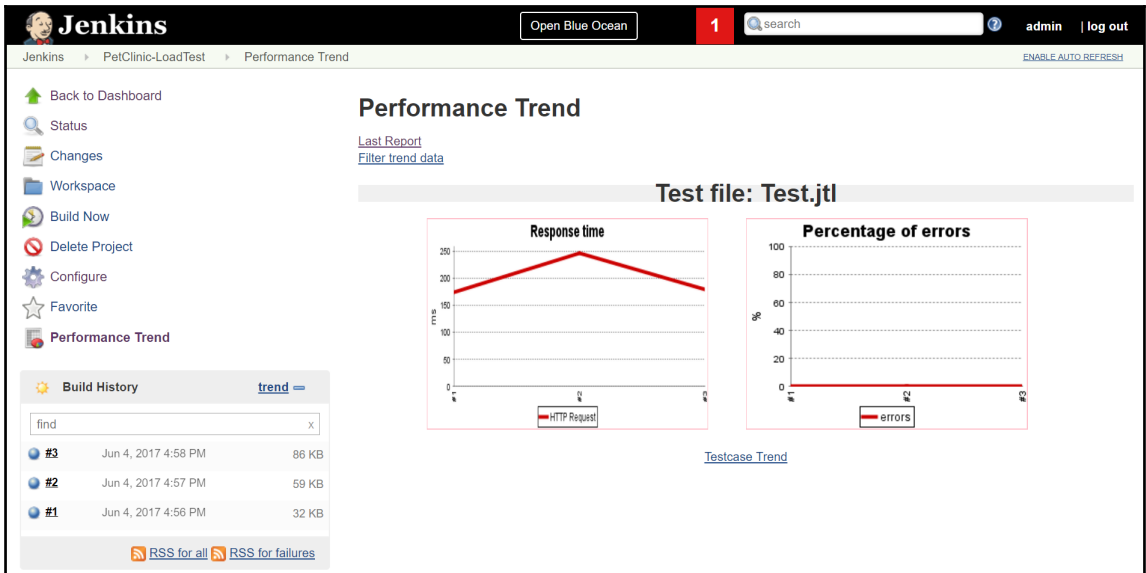 Jenkins
Open Blue Ocean
1
search
admin
| log out
Jenkins
PetClinic-LoadTest
Performance Trend
ENABLE AUTO REFRESH
Back to Dashboard
Status
Changes
Workspace
Build Now
Delete Project
Configure
Favorite
Performance Trend
Build History
trend
find
x
#3 Jun 4, 2017 4:58 PM 86 KB
#2 Jun 4, 2017 4:57 PM 59 KB
#1 Jun 4, 2017 4:56 PM 32 KB
RSS for all RSS for failures
Performance Trend
Last Report
Filter trend data
Test file: Test.jtl
Response time
250
200
150
100
50
0
ms
#1
#2
#3
HTTP Request
Percentage of errors
100
80
60
40
20
0
%
#1
#2
#3
errors
Testcase Trend